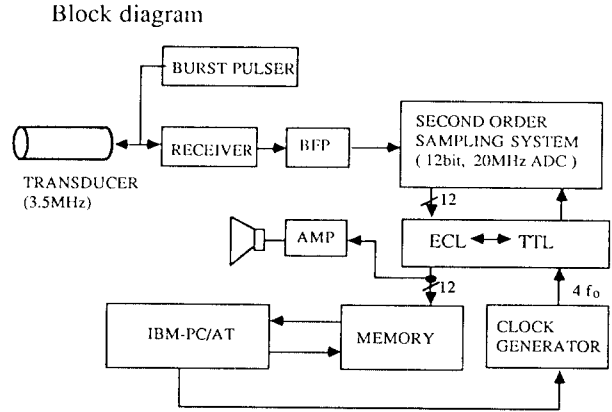 Block diagram
BURST PULSER
TRANSDUCER
(3.5MHz)
RECEIVER
BFP
SECOND ORDER
SAMPLING SYSTEM
( 12bit, 20MHz ADC )
12
AMP
ECL TTL
12
4 f₀
IBM-PC/AT
MEMORY
CLOCK
GENERATOR